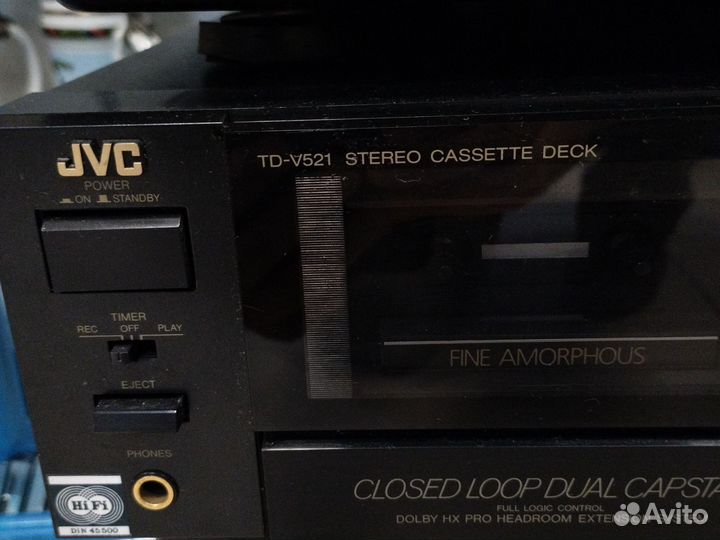 JVC
POWER
ON STANDBY
TIMER
REC OFF PLAY
EJECT
PHONES
Hi Fi
DIN 45500
TD-V521 STEREO CASSETTE DECK
FINE AMORPHOUS
CLOSED LOOP DUAL CAPSTA
FULL LOGIC CONTROL
DOLBY HX PRO HEADROOM
Avito